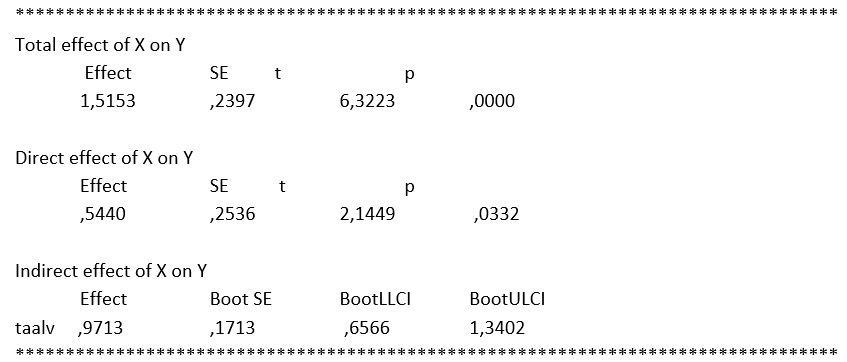 ******************************************************************************
Total effect of X on Y
Effect SE t p
1,5153 ,2397 6,3223 ,0000
Direct effect of X on Y
Effect SE t p
,5440 ,2536 2,1449 ,0332
Indirect effect of X on Y
Effect Boot SE BootLLCI BootULCI
taalv ,9713 ,1713 ,6566 1,3402
******************************************************************************